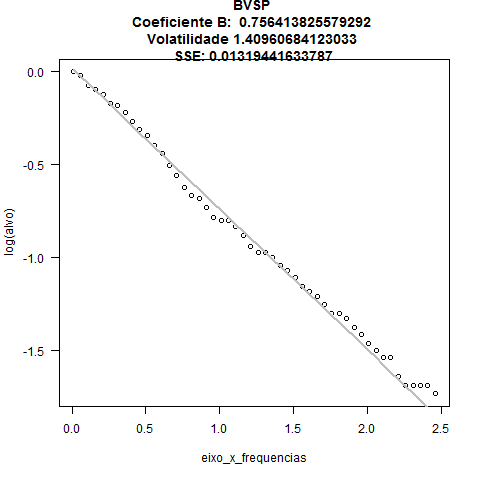 BVSP
Coeficiente B:  0.756413825579292
Volatilidade 1.40960684123033
SSE: 0.01319441633787
log(alvo)
0.0
-0.5
-1.0
-1.5
0.0
0.5
1.0
1.5
2.0
2.5
eixo_x_frequencias